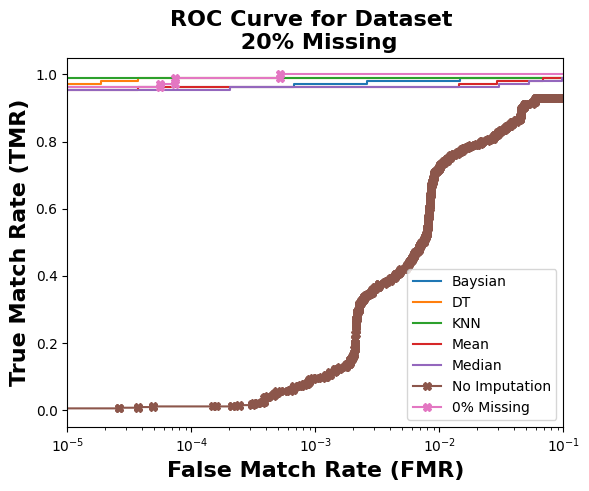 ROC Curve for Dataset
20% Missing
True Match Rate (TMR)
1.0
0.8
0.6
0.4
0.2
0.0
Baysian
DT
KNN
Mean
Median
No Imputation
0% Missing
10⁻⁵
10⁻⁴
10⁻³
10⁻²
10⁻¹
False Match Rate (FMR)